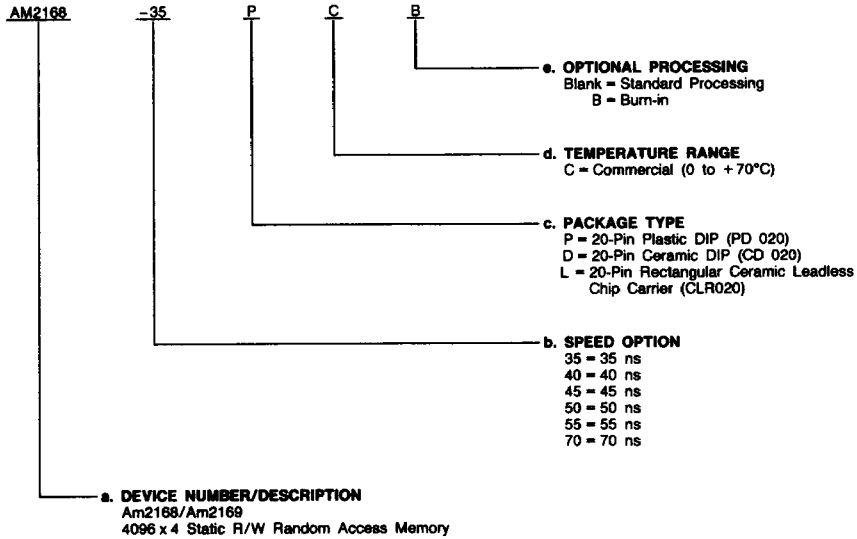 AM2168 -35 P C B
e. OPTIONAL PROCESSING
Blank = Standard Processing
B = Burn-in
d. TEMPERATURE RANGE
C = Commercial (0 to +70°C)
c. PACKAGE TYPE
P = 20-Pin Plastic DIP (PD 020)
D = 20-Pin Ceramic DIP (CD 020)
L = 20-Pin Rectangular Ceramic Leadless
Chip Carrier (CLR020)
b. SPEED OPTION
35 = 35 ns
40 = 40 ns
45 = 45 ns
50 = 50 ns
55 = 55 ns
70 = 70 ns
a. DEVICE NUMBER/DESCRIPTION
Am2168/Am2169
4096 x 4 Static R/W Random Access Memory